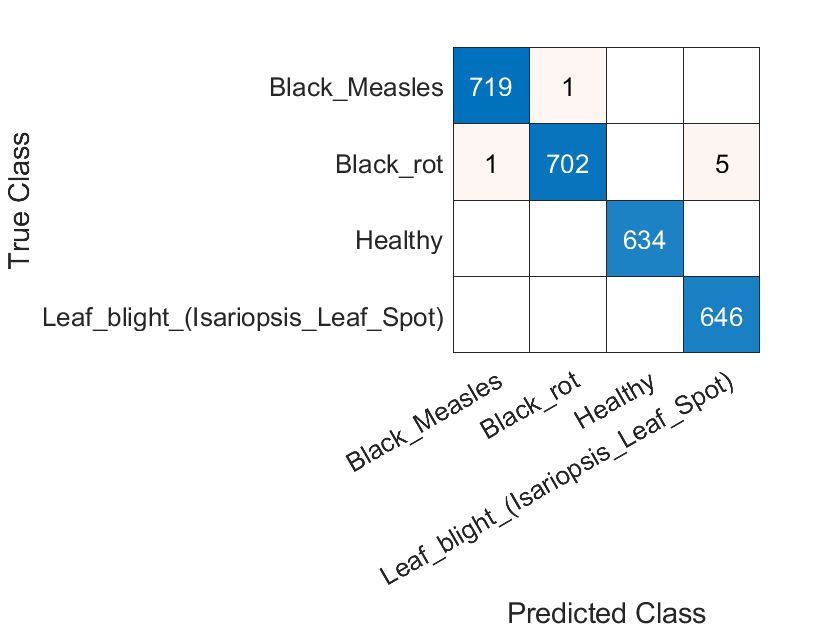 True Class
Black_Measles 719 1
Black_rot 1 702 5
Healthy 634
Leaf_blight_(Isariopsis_Leaf_Spot) 646
Black_Measles
Black_rot
Healthy
Leaf_blight_(Isariopsis_Leaf_Spot)
Predicted Class